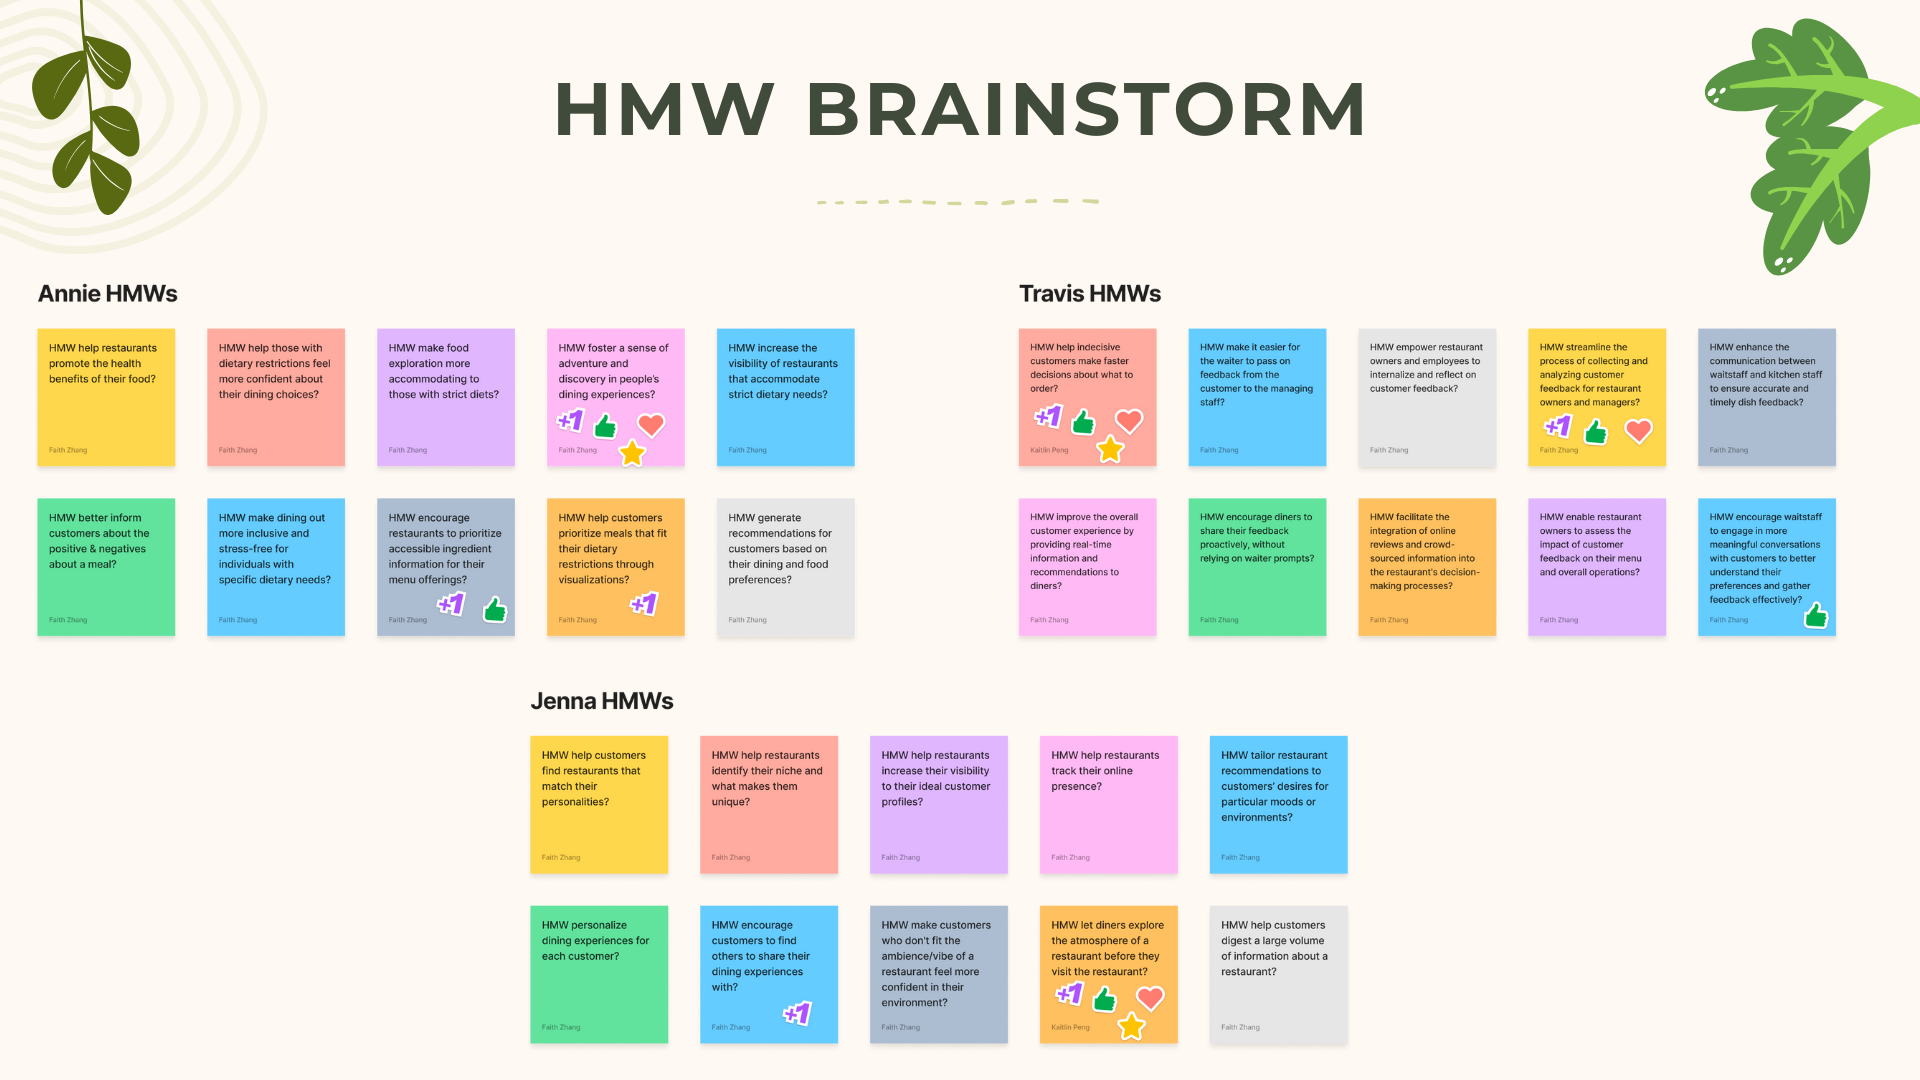 HMW BRAINSTORM
Annie HMWs
HMW help restaurants
promote the health
benefits of their food?
Faith Zhang
HMW help those with
dietary restrictions feel
more confident about
their dining choices?
Faith Zhang
HMW make food
exploration more
accommodating to
those with strict diets?
Faith Zhang
HMW foster a sense of
adventure and
discovery in people's
dining experiences?
+1
Faith Zhang
HMW increase the
visibility of restaurants
that accommodate
strict dietary needs?
Faith Zhang
HMW better inform
customers about the
positive & negatives
about a meal?
Faith Zhang
HMW make dining out
more inclusive and
stress-free for
individuals with
specific dietary needs?
Faith Zhang
HMW encourage
restaurants to prioritize
accessible ingredient
information for their
menu offerings?
+1
Faith Zhang
HMW help customers
prioritize meals that fit
their dietary
restrictions through
visualizations?
+1
Faith Zhang
HMW generate
recommendations for
customers based on
their dining and food
preferences?
Faith Zhang
Travis HMWs
HMW help indecisive
customers make faster
decisions about what to
order?
+1
Kaitlin Peng
HMW make it easier for
the waiter to pass on
feedback from the
customer to the managing
staff?
Faith Zhang
HMW empower restaurant
owners and employees to
internalize and reflect on
customer feedback?
Faith Zhang
HMW streamline the
process of collecting and
analyzing customer
feedback for restaurant
owners and managers?
+1
Faith Zhang
HMW enhance the
communication between
waitstaff and kitchen staff
to ensure accurate and
timely dish feedback?
Faith Zhang
HMW improve the overall
customer experience by
providing real-time
information and
recommendations to
diners?
Faith Zhang
HMW encourage diners to
share their feedback
proactively, without
relying on waiter prompts?
Faith Zhang
HMW facilitate the
integration of online
reviews and crowd-
sourced information into
the restaurant's decision-
making processes?
Faith Zhang
HMW enable restaurant
owners to assess the
impact of customer
feedback on their menu
and overall operations?
Faith Zhang
HMW encourage waitstaff
to engage in more
meaningful conversations
with customers to better
understand their
preferences and gather
feedback effectively?
Faith Zhang
Jenna HMWs
HMW help customers
find restaurants that
match their
personalities?
Faith Zhang
HMW help restaurants
identify their niche and
what makes them
unique?
Faith Zhang
HMW help restaurants
increase their visibility
to their ideal customer
profiles?
Faith Zhang
HMW help restaurants
track their online
presence?
Faith Zhang
HMW tailor restaurant
recommendations to
customers' desires for
particular moods or
environments?
Faith Zhang
HMW personalize
dining experiences for
each customer?
Faith Zhang
HMW encourage
customers to find
others to share their
dining experiences
with?
+1
Faith Zhang
HMW make customers
who don't fit the
ambience/vibe of a
restaurant feel more
confident in their
environment?
Faith Zhang
HMW let diners explore
the atmosphere of a
restaurant before they
visit the restaurant?
+1
Kaitlin Peng
HMW help customers
digest a large volume
of information about a
restaurant?
Faith Zhang